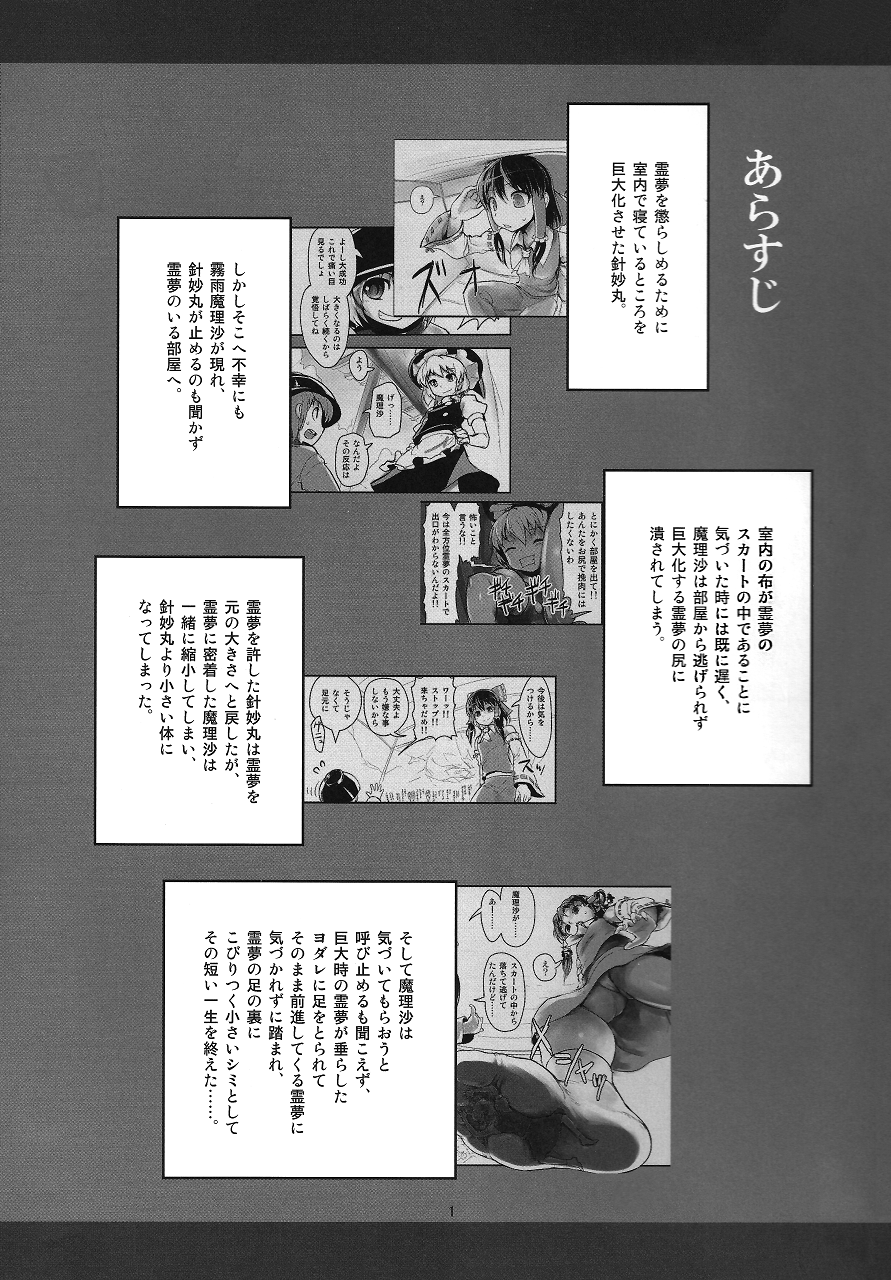 あらすじ
霊夢を懲らしめるために
室内で寝ているところを
巨大化させた針妙丸。
う゛…
ズズ
よーし大成功
これで痛い目
見るでしょ
大きくなるのは
しばらく続くから
覚悟してね
しかしそこへ不幸にも
霧雨魔理沙が現れ、
針妙丸が止めるのも聞かず
霊夢のいる部屋へ。
よう
げっ……
魔理沙
なんだよ
その反応は
室内の布が霊夢の
スカートの中であることに
気づいた時には既に遅く、
魔理沙は部屋から逃げられず
巨大化する霊夢の尻に
潰されてしまう。
とにかく部屋を出て!!
あんたをお尻で挽肉には
したくないわ
怖いこと
言うな!!
今は全方位霊夢のスカートで
出口がわからないんだよ!!
ギチ
ギチ
ギチ
霊夢を許した針妙丸は霊夢を
元の大きさへと戻したが、
霊夢に密着した魔理沙は
一緒に縮小してしまい、
針妙丸より小さい体に
なってしまった。
今後は気を
つけるから……
ワーッ!!
ストップ!!
来ちゃだめ!!
大丈夫よ
もう嫌な事
しないから
そうじゃ
なくて
足元に
そして魔理沙は
気づいてもらおうと
呼び止めるも聞こえず、
巨大時の霊夢が垂らした
ヨダレに足をとられて
そのまま前進してくる霊夢に
気づかれずに踏まれ、
霊夢の足の裏に
こびりつく小さいシミとして
その短い一生を終えた……。
え?
魔理沙が……
あー……
スカートの中から
落ちて逃げて
たんだけど…
1